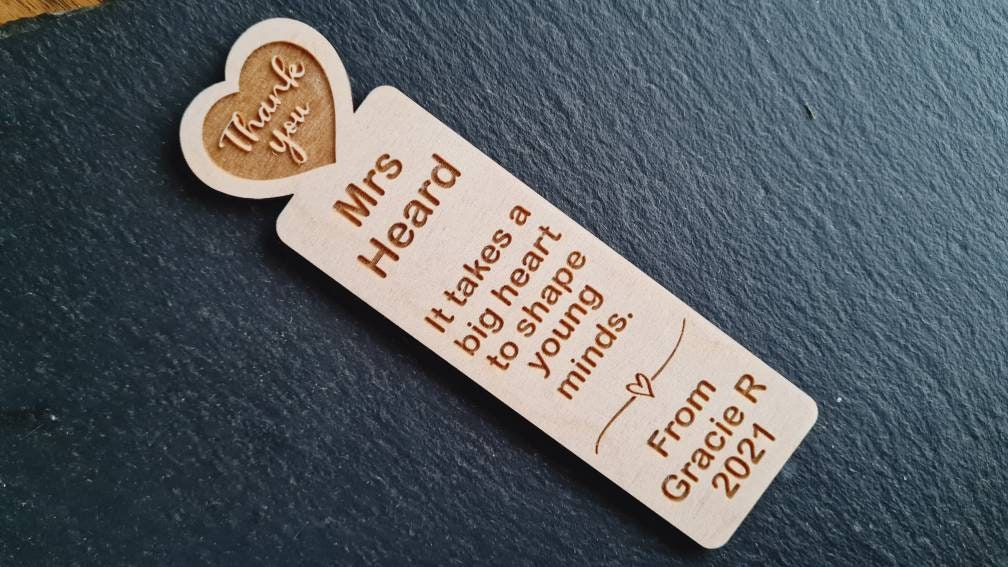 Thank
you
Mrs
Heard
It takes a
big heart
to shape
young
minds.
From
Gracie R
2021